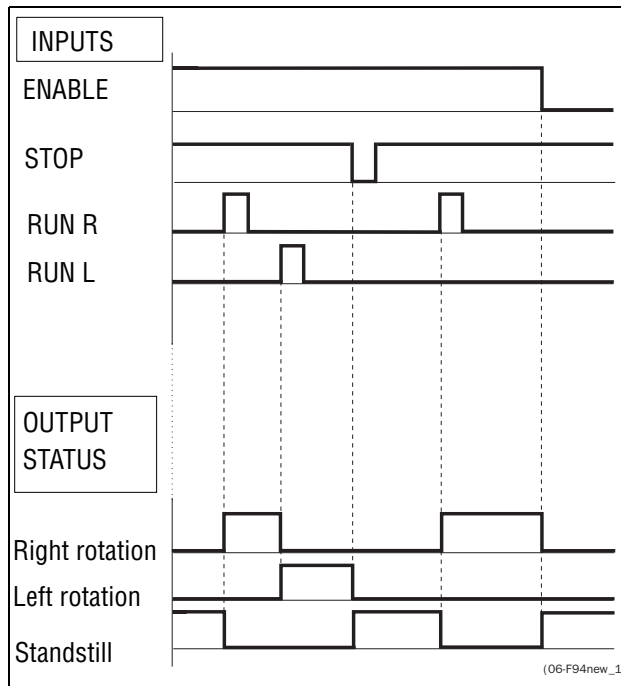 INPUTS
ENABLE
STOP
RUN R
RUN L
OUTPUT
STATUS
Right rotation
Left rotation
Standstill
(06-F94new_1